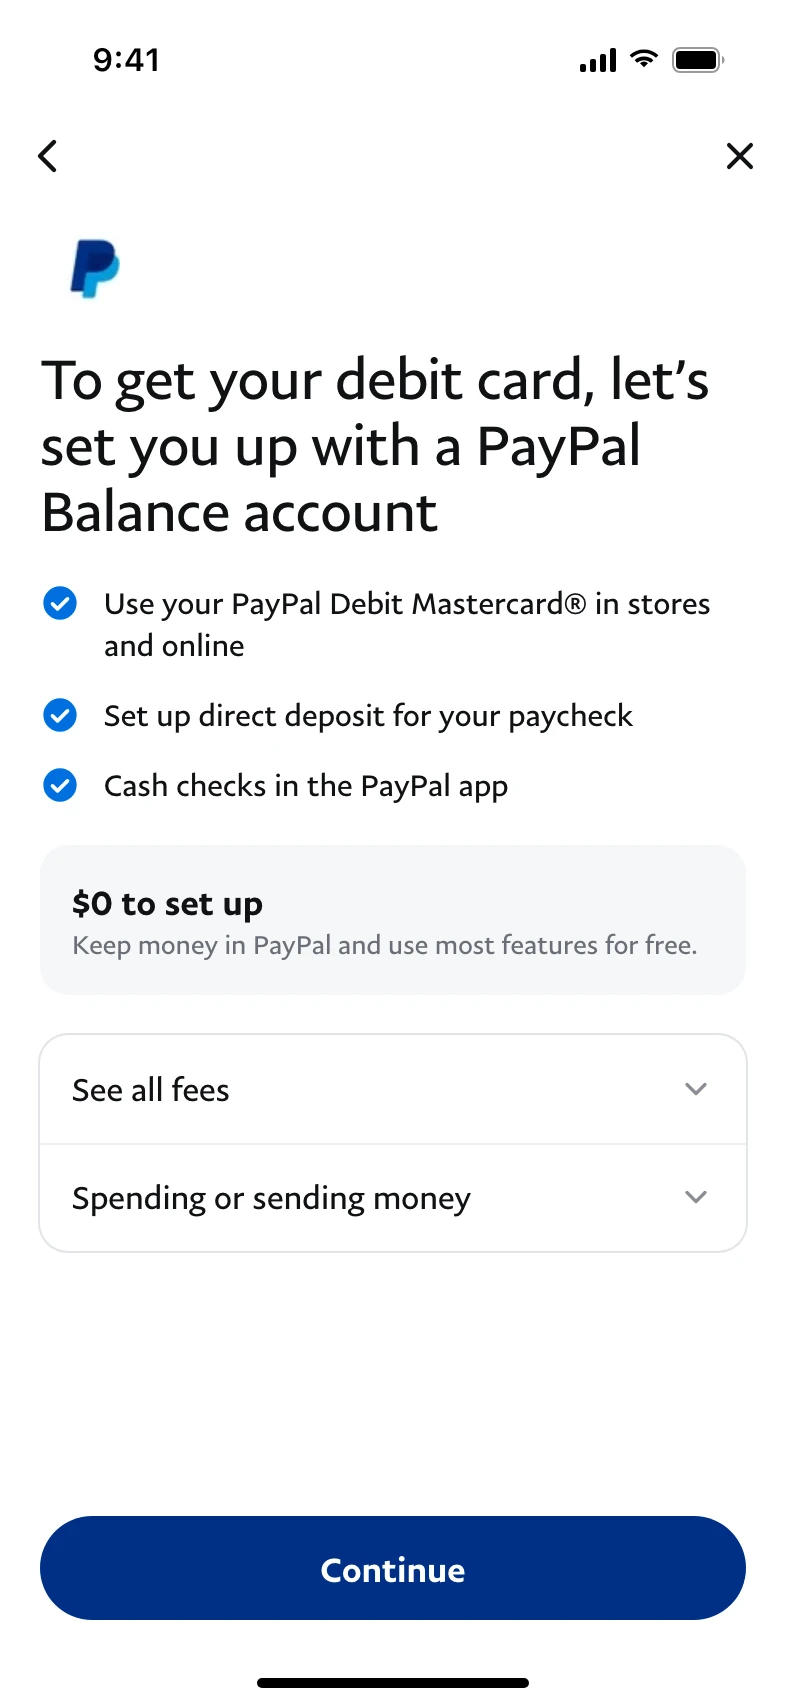 9:41
To get your debit card, let’s
set you up with a PayPal
Balance account
Use your PayPal Debit Mastercard® in stores
and online
Set up direct deposit for your paycheck
Cash checks in the PayPal app
$0 to set up
Keep money in PayPal and use most features for free.
See all fees
Spending or sending money
Continue